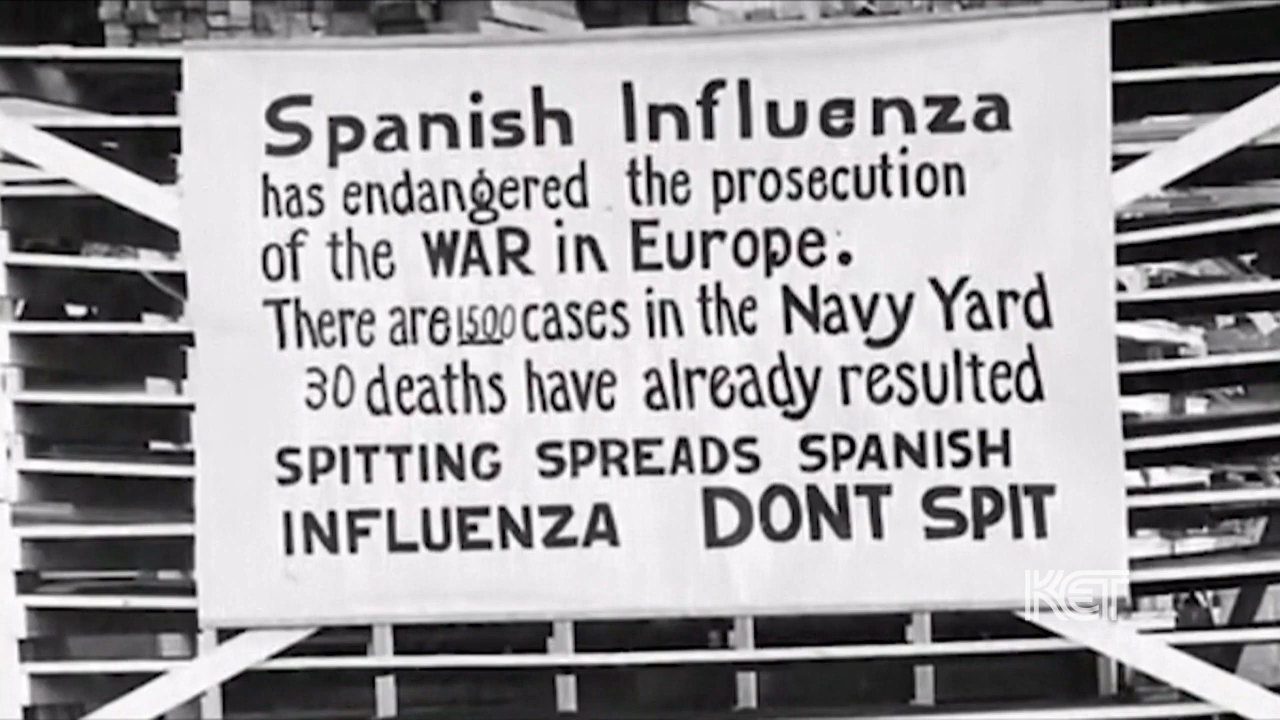 Spanish Influenza
has endangered the prosecution
of the WAR in Europe.
There are 1500 cases in the Navy Yard
30 deaths have already resulted
SPITTING SPREADS SPANISH
INFLUENZA DONT SPIT
KET